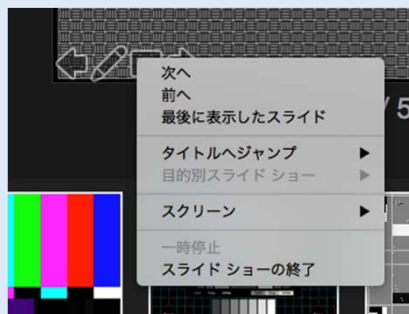 次へ
前へ
最後に表示したスライド
/ 5
タイトルへジャンプ
目的別スライド ショー
スクリーン
一時停止
スライド ショーの終了